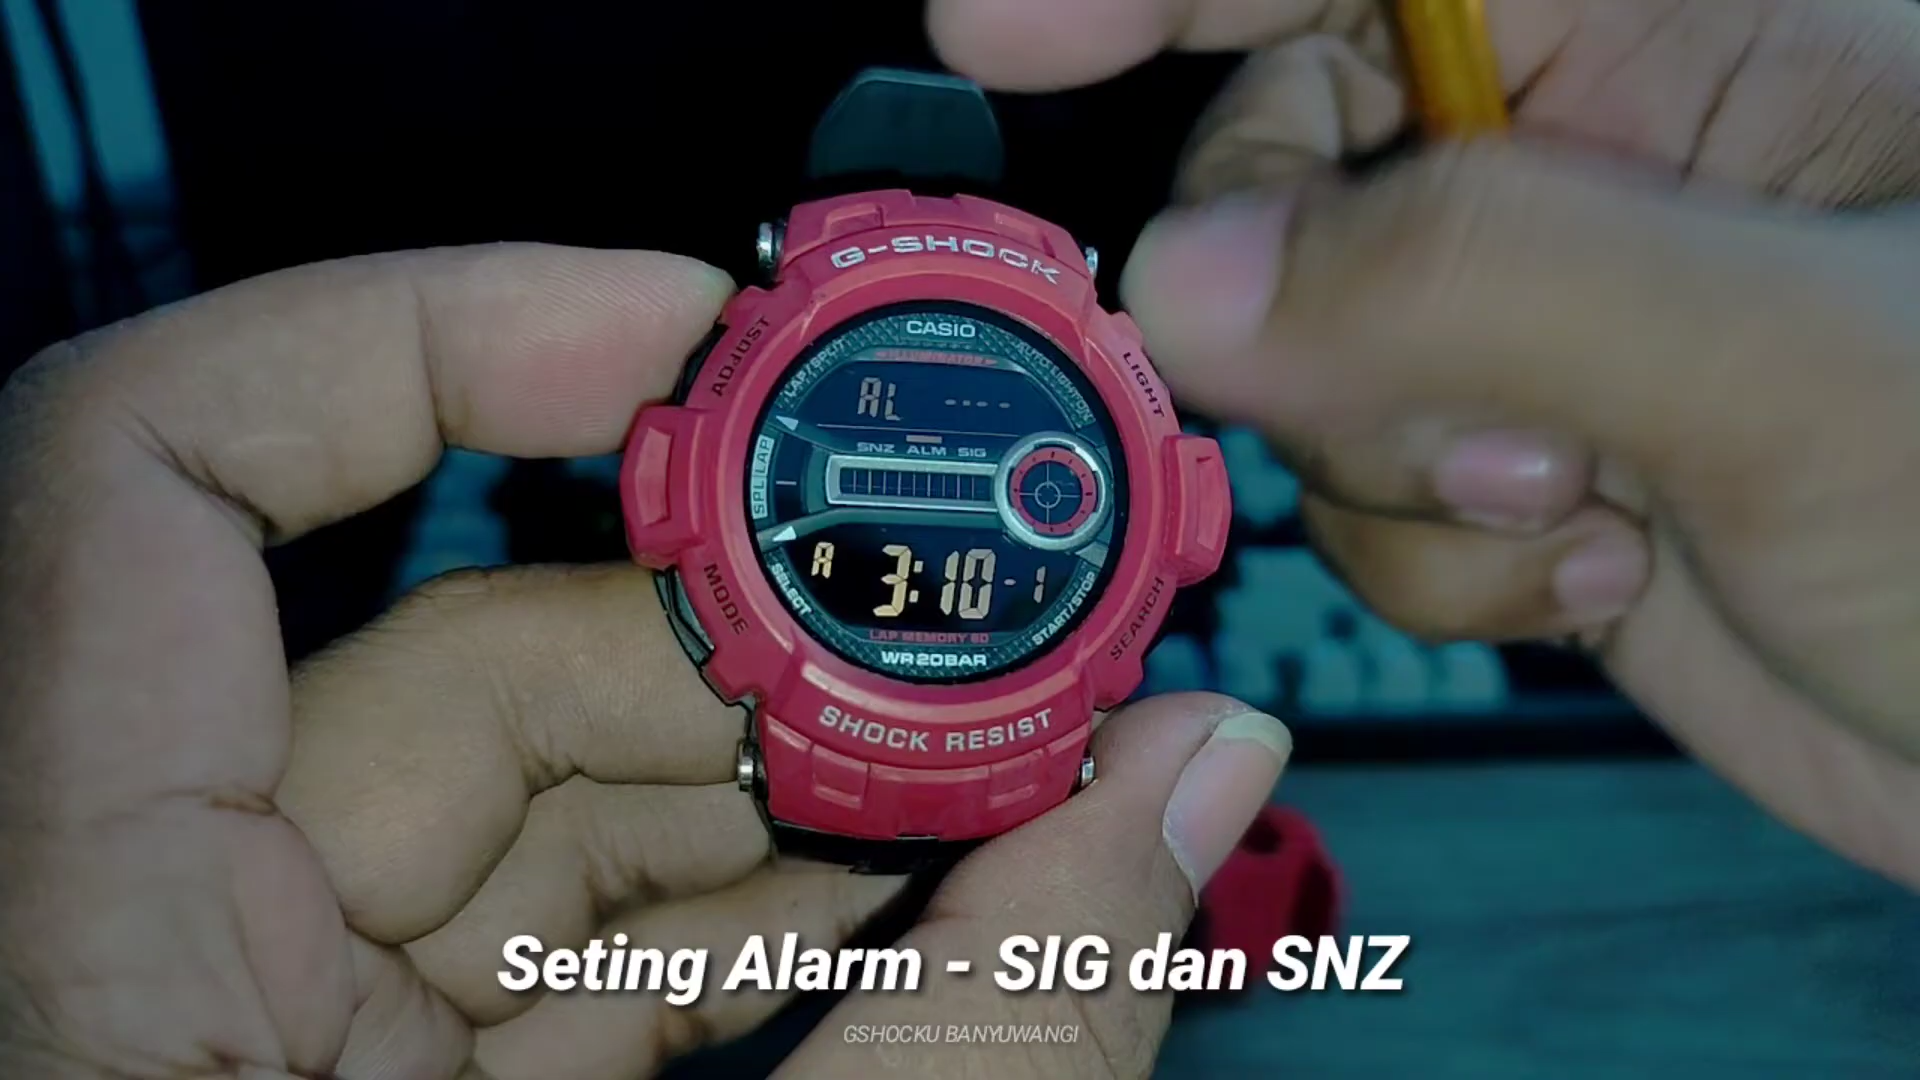 G-SHOCK
CASIO
ILLUMINATOR
LAP/SPLIT
AUTO LIGHT ON
ADJUST
LIGHT
AL ----
SNZ ALM SIG
SPL LAP
A 3:10-1
SELECT
START/STOP
MODE
SEARCH
LAP MEMORY 60
WR20BAR
SHOCK RESIST
Seting Alarm - SIG dan SNZ
GSHOCKU BANYUWANGI